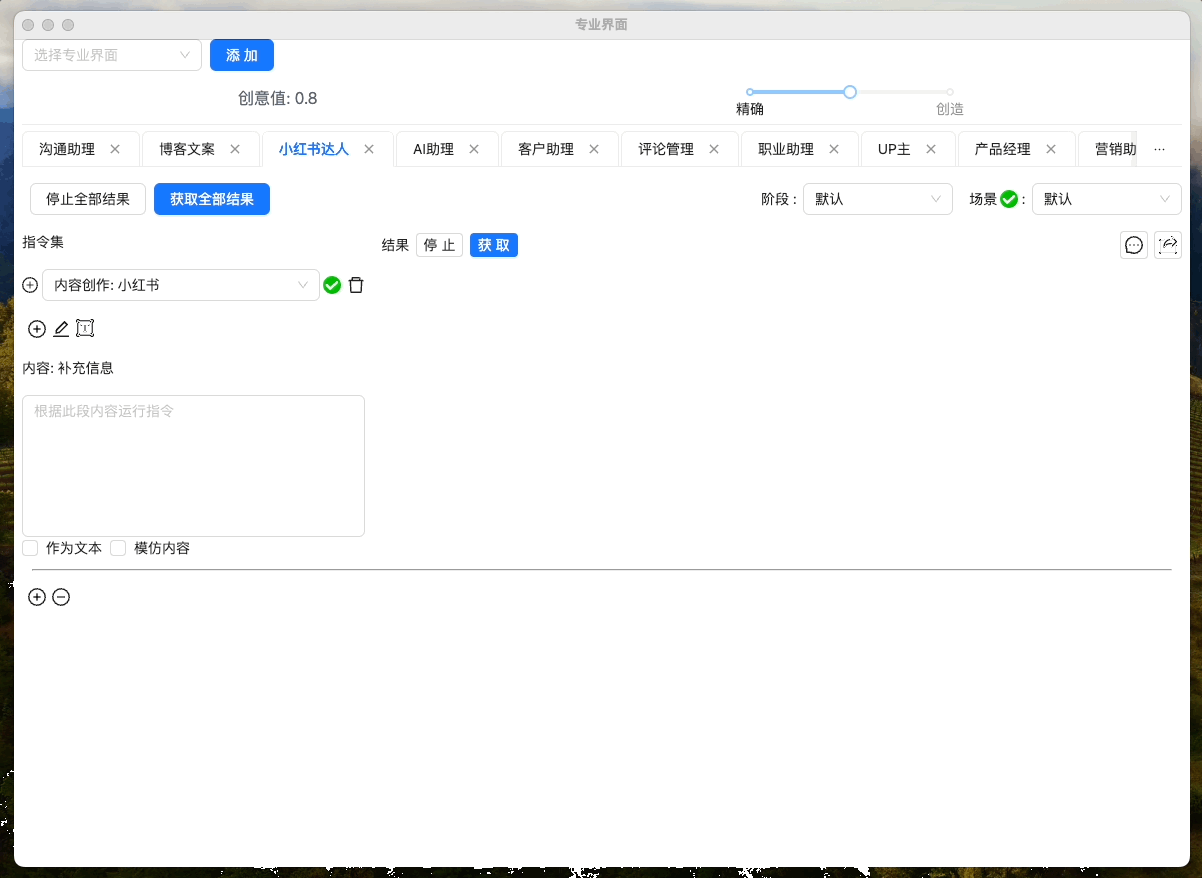 专业界面
选择专业界面 添 加
创意值: 0.8
精确 创造
沟通助理 博客文案 小红书达人 AI助理 客户助理 评论管理 职业助理 UP主 产品经理 营销助 ...
停止全部结果 获取全部结果 阶段 : 默认 场景 : 默认
指令集 结果 停 止 获 取
内容创作: 小红书
内容: 补充信息
根据此段内容运行指令
作为文本 模仿内容